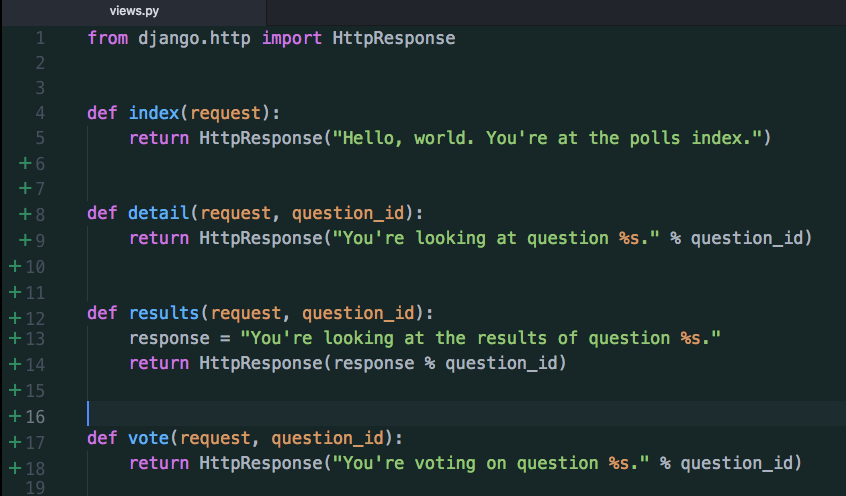 views.py
1 from django.http import HttpResponse
2
3
4 def index(request):
5     return HttpResponse("Hello, world. You're at the polls index.")
+6
+7
+8 def detail(request, question_id):
+9     return HttpResponse("You're looking at question %s." % question_id)
+10
+11
+12 def results(request, question_id):
+13     response = "You're looking at the results of question %s."
+14     return HttpResponse(response % question_id)
+15
+16
+17 def vote(request, question_id):
+18     return HttpResponse("You're voting on question %s." % question_id)
19